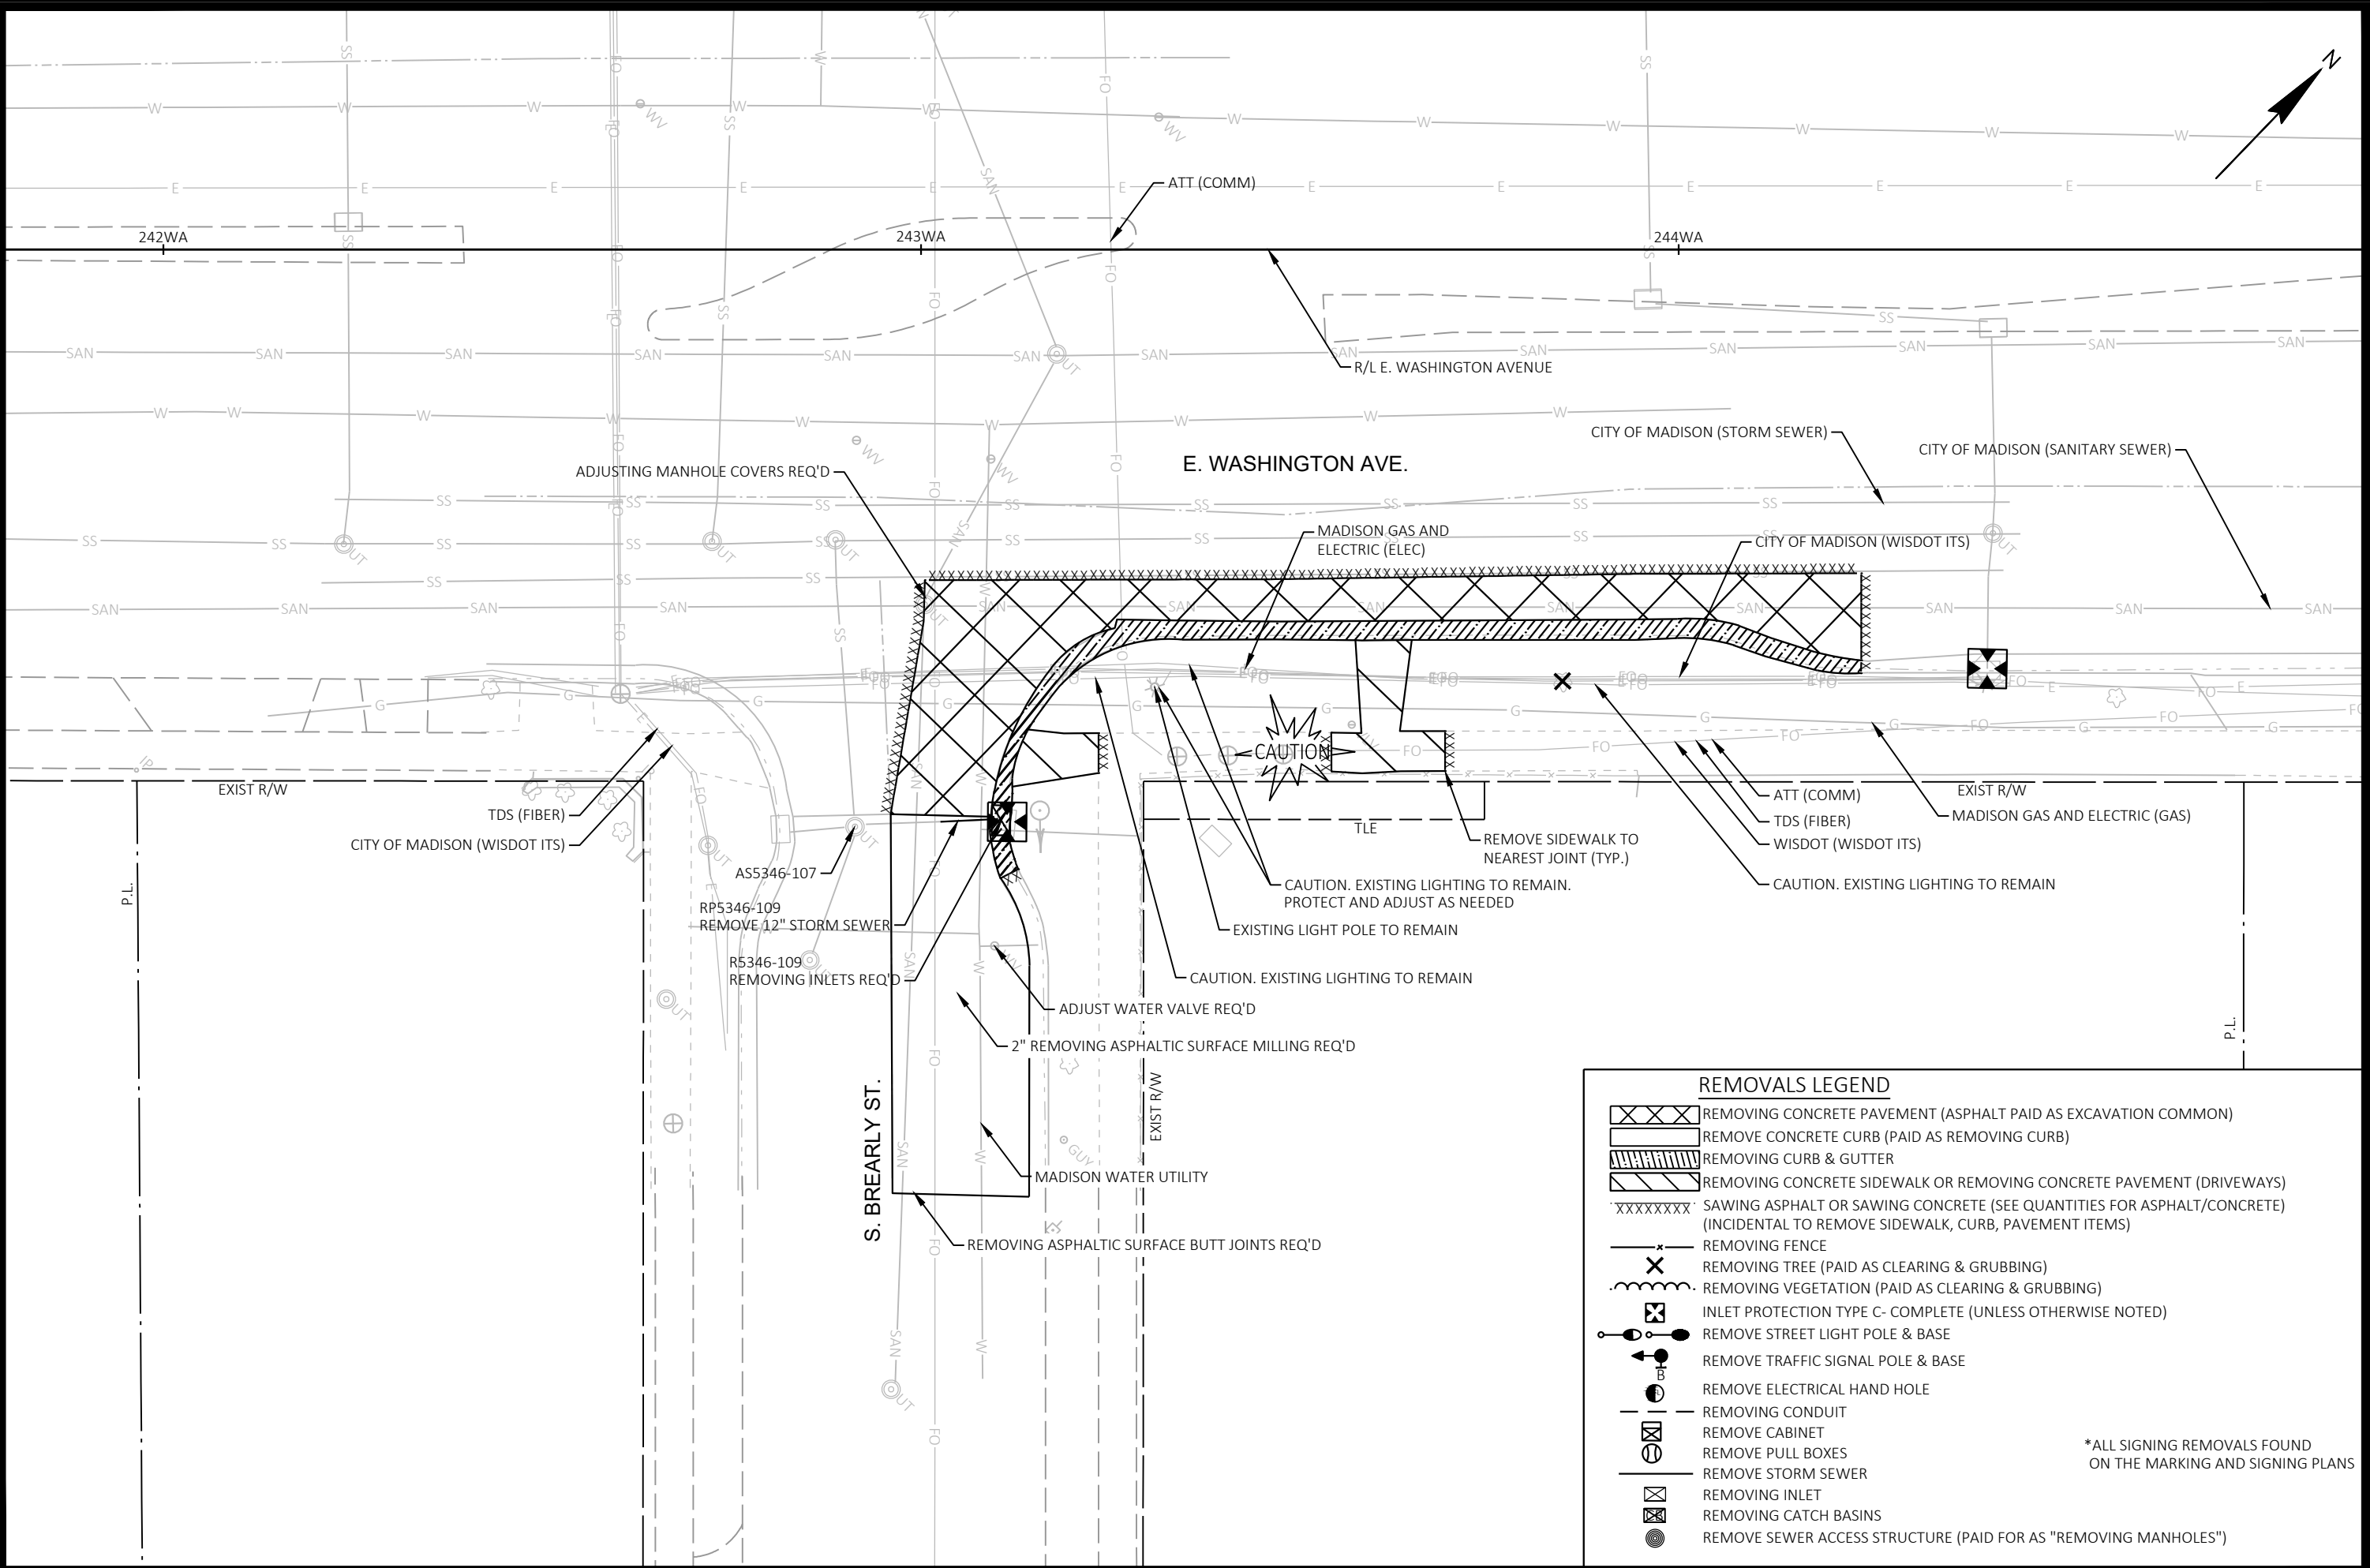 N
ATT (COMM)
242WA
243WA
244WA
R/L E. WASHINGTON AVENUE
CITY OF MADISON (STORM SEWER)
CITY OF MADISON (SANITARY SEWER)
E. WASHINGTON AVE.
ADJUSTING MANHOLE COVERS REQ'D
MADISON GAS AND
ELECTRIC (ELEC)
CITY OF MADISON (WISDOT ITS)
CAUTION
EXIST R/W
TDS (FIBER)
CITY OF MADISON (WISDOT ITS)
AS5346-107
RP5346-109
REMOVE 12" STORM SEWER
R5346-109
REMOVING INLETS REQ'D
TLE
REMOVE SIDEWALK TO
NEAREST JOINT (TYP.)
EXIST R/W
ATT (COMM)
TDS (FIBER)
WISDOT (WISDOT ITS)
MADISON GAS AND ELECTRIC (GAS)
CAUTION. EXISTING LIGHTING TO REMAIN.
PROTECT AND ADJUST AS NEEDED
CAUTION. EXISTING LIGHTING TO REMAIN
EXISTING LIGHT POLE TO REMAIN
CAUTION. EXISTING LIGHTING TO REMAIN
ADJUST WATER VALVE REQ'D
2" REMOVING ASPHALTIC SURFACE MILLING REQ'D
MADISON WATER UTILITY
REMOVING ASPHALTIC SURFACE BUTT JOINTS REQ'D
S. BREARLY ST.
EXIST R/W
P.L.
P.L.
GUY
REMOVALS LEGEND
REMOVING CONCRETE PAVEMENT (ASPHALT PAID AS EXCAVATION COMMON)
REMOVE CONCRETE CURB (PAID AS REMOVING CURB)
REMOVING CURB & GUTTER
REMOVING CONCRETE SIDEWALK OR REMOVING CONCRETE PAVEMENT (DRIVEWAYS)
SAWING ASPHALT OR SAWING CONCRETE (SEE QUANTITIES FOR ASPHALT/CONCRETE)
(INCIDENTAL TO REMOVE SIDEWALK, CURB, PAVEMENT ITEMS)
REMOVING FENCE
REMOVING TREE (PAID AS CLEARING & GRUBBING)
REMOVING VEGETATION (PAID AS CLEARING & GRUBBING)
INLET PROTECTION TYPE C- COMPLETE (UNLESS OTHERWISE NOTED)
REMOVE STREET LIGHT POLE & BASE
REMOVE TRAFFIC SIGNAL POLE & BASE
B
REMOVE ELECTRICAL HAND HOLE
REMOVING CONDUIT
REMOVE CABINET
REMOVE PULL BOXES
REMOVE STORM SEWER
REMOVING INLET
REMOVING CATCH BASINS
REMOVE SEWER ACCESS STRUCTURE (PAID FOR AS "REMOVING MANHOLES")
*ALL SIGNING REMOVALS FOUND
ON THE MARKING AND SIGNING PLANS